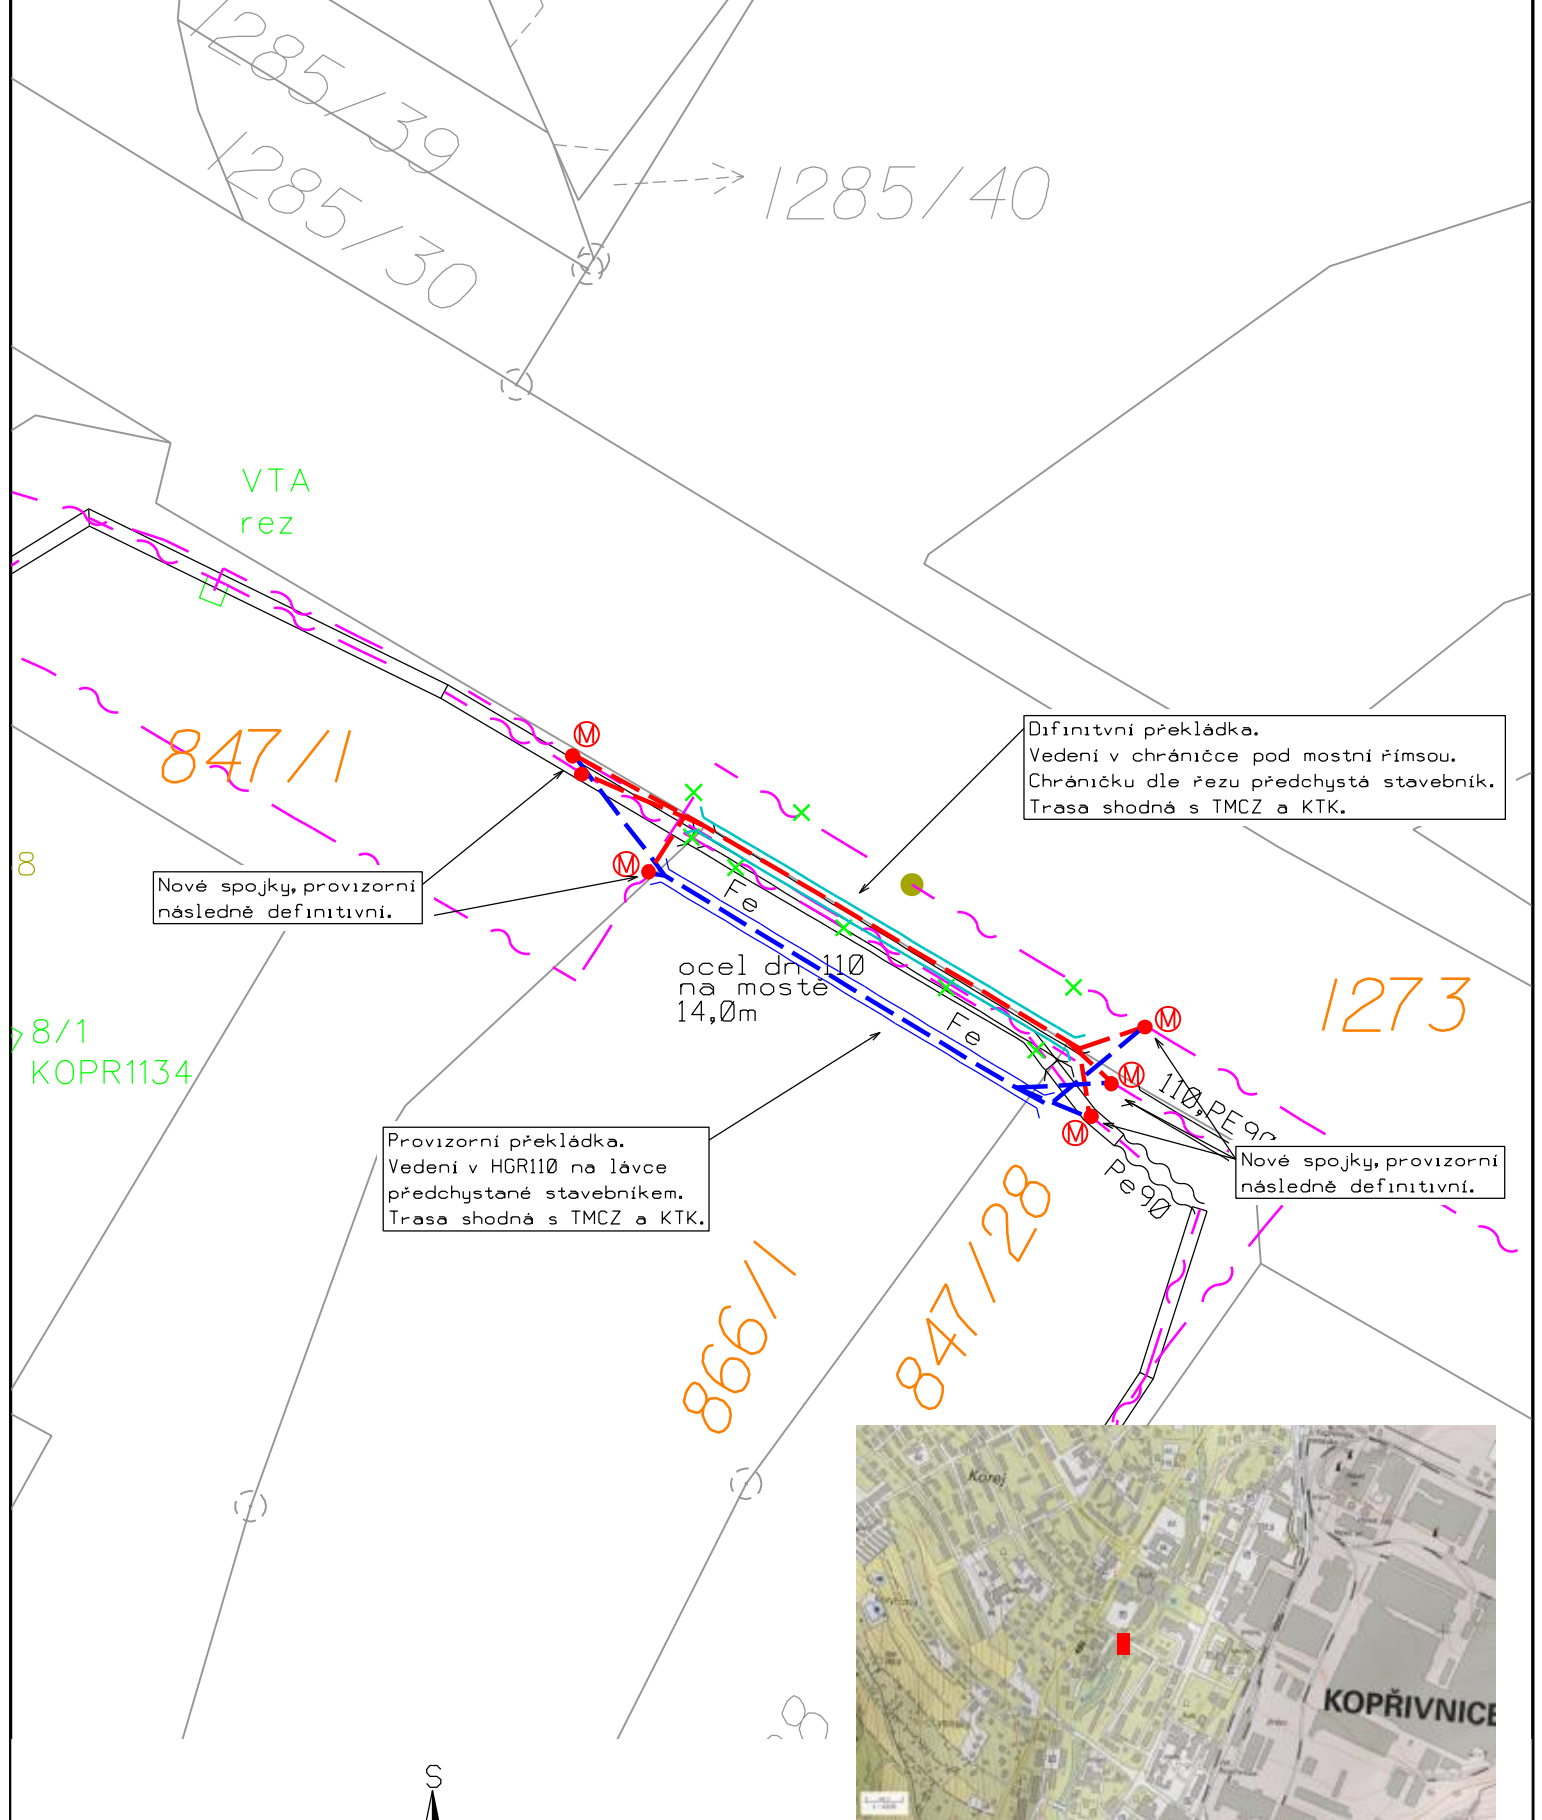 1285/39
1285/30
1285/40
VTA
rez
847/1
M
Difinitvní překládka.
Vedení v chráničce pod mostní římsou.
Chráničku dle řezu předchystá stavebník.
Trasa shodná s TMCZ a KTK.
8
M
Nové spojky, provizorní
následně definitivní.
Fe
ocel dn 110
na mostě
14,0m
1273
Fe
M
8/1
KOPR1134
M
110,PE90
M
Provizorní překládka.
Vedení v HGR110 na lávce
předchystané stavebníkem.
Trasa shodná s TMCZ a KTK.
Nové spojky, provizorní
následně definitivní.
Pe90
866/1
847/28
Korej
KOPŘIVNICE
8
S